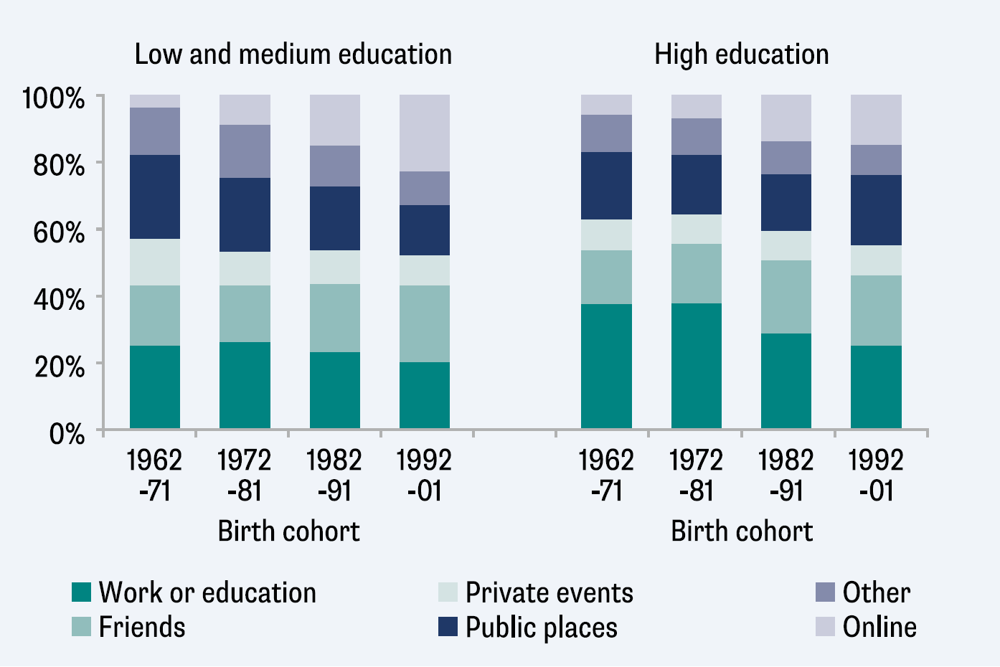 Low and medium education
High education
100%
80%
60%
40%
20%
0%
1962
-71
1972
-81
1982
-91
1992
-01
1962
-71
1972
-81
1982
-91
1992
-01
Birth cohort
Birth cohort
Work or education
Private events
Other
Friends
Public places
Online